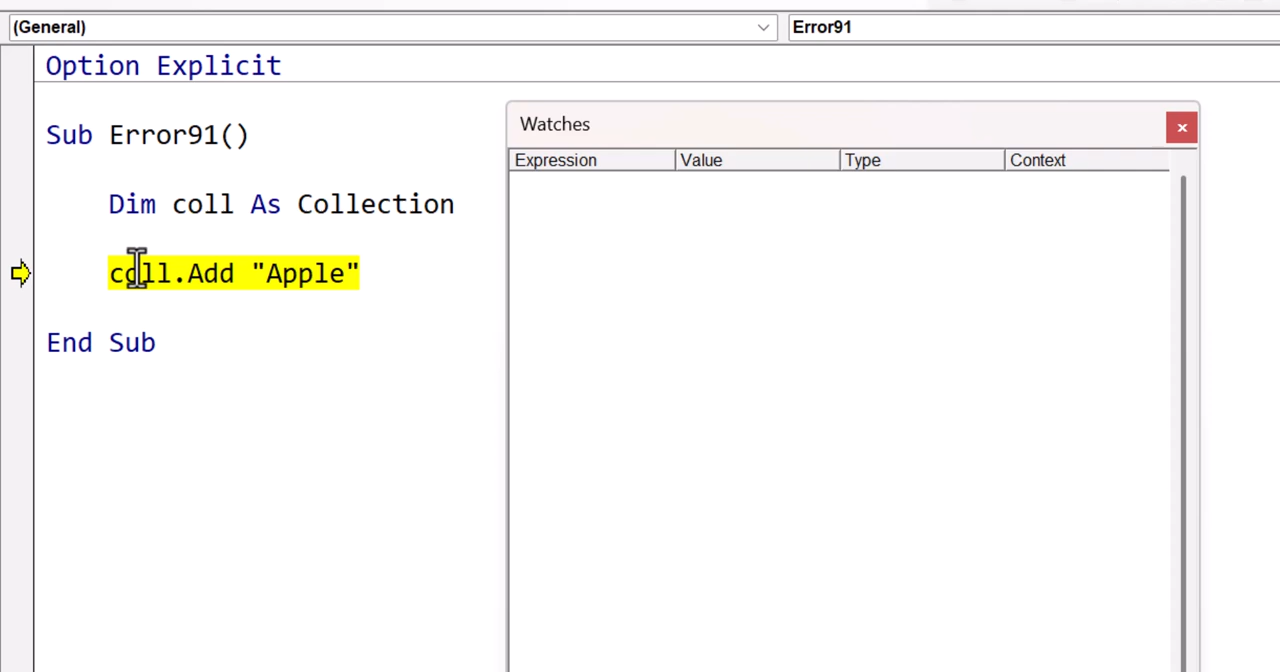 (General) Error91
Option Explicit
Sub Error91()
Dim coll As Collection
coll.Add "Apple"
End Sub
Watches
Expression Value Type Context